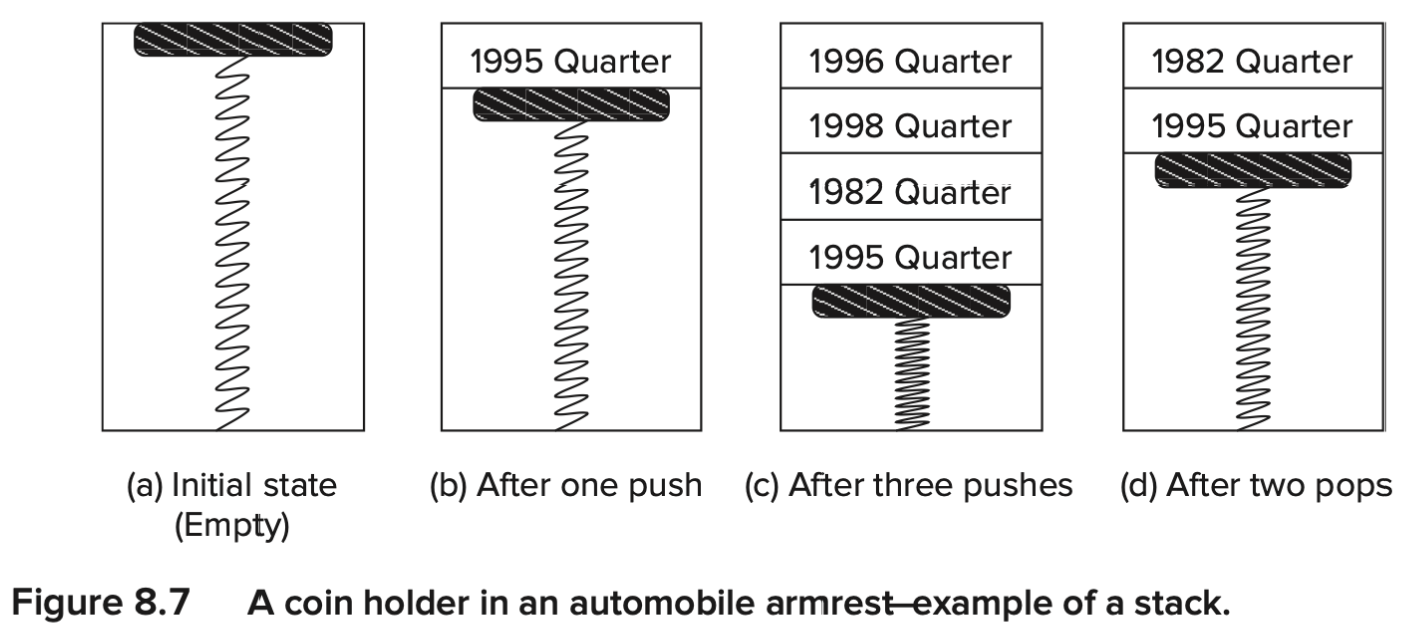 1995 Quarter
1996 Quarter
1998 Quarter
1982 Quarter
1995 Quarter
1982 Quarter
1995 Quarter
(a) Initial state
(Empty)
(b) After one push
(c) After three pushes
(d) After two pops
Figure 8.7 A coin holder in an automobile armrest—example of a stack.